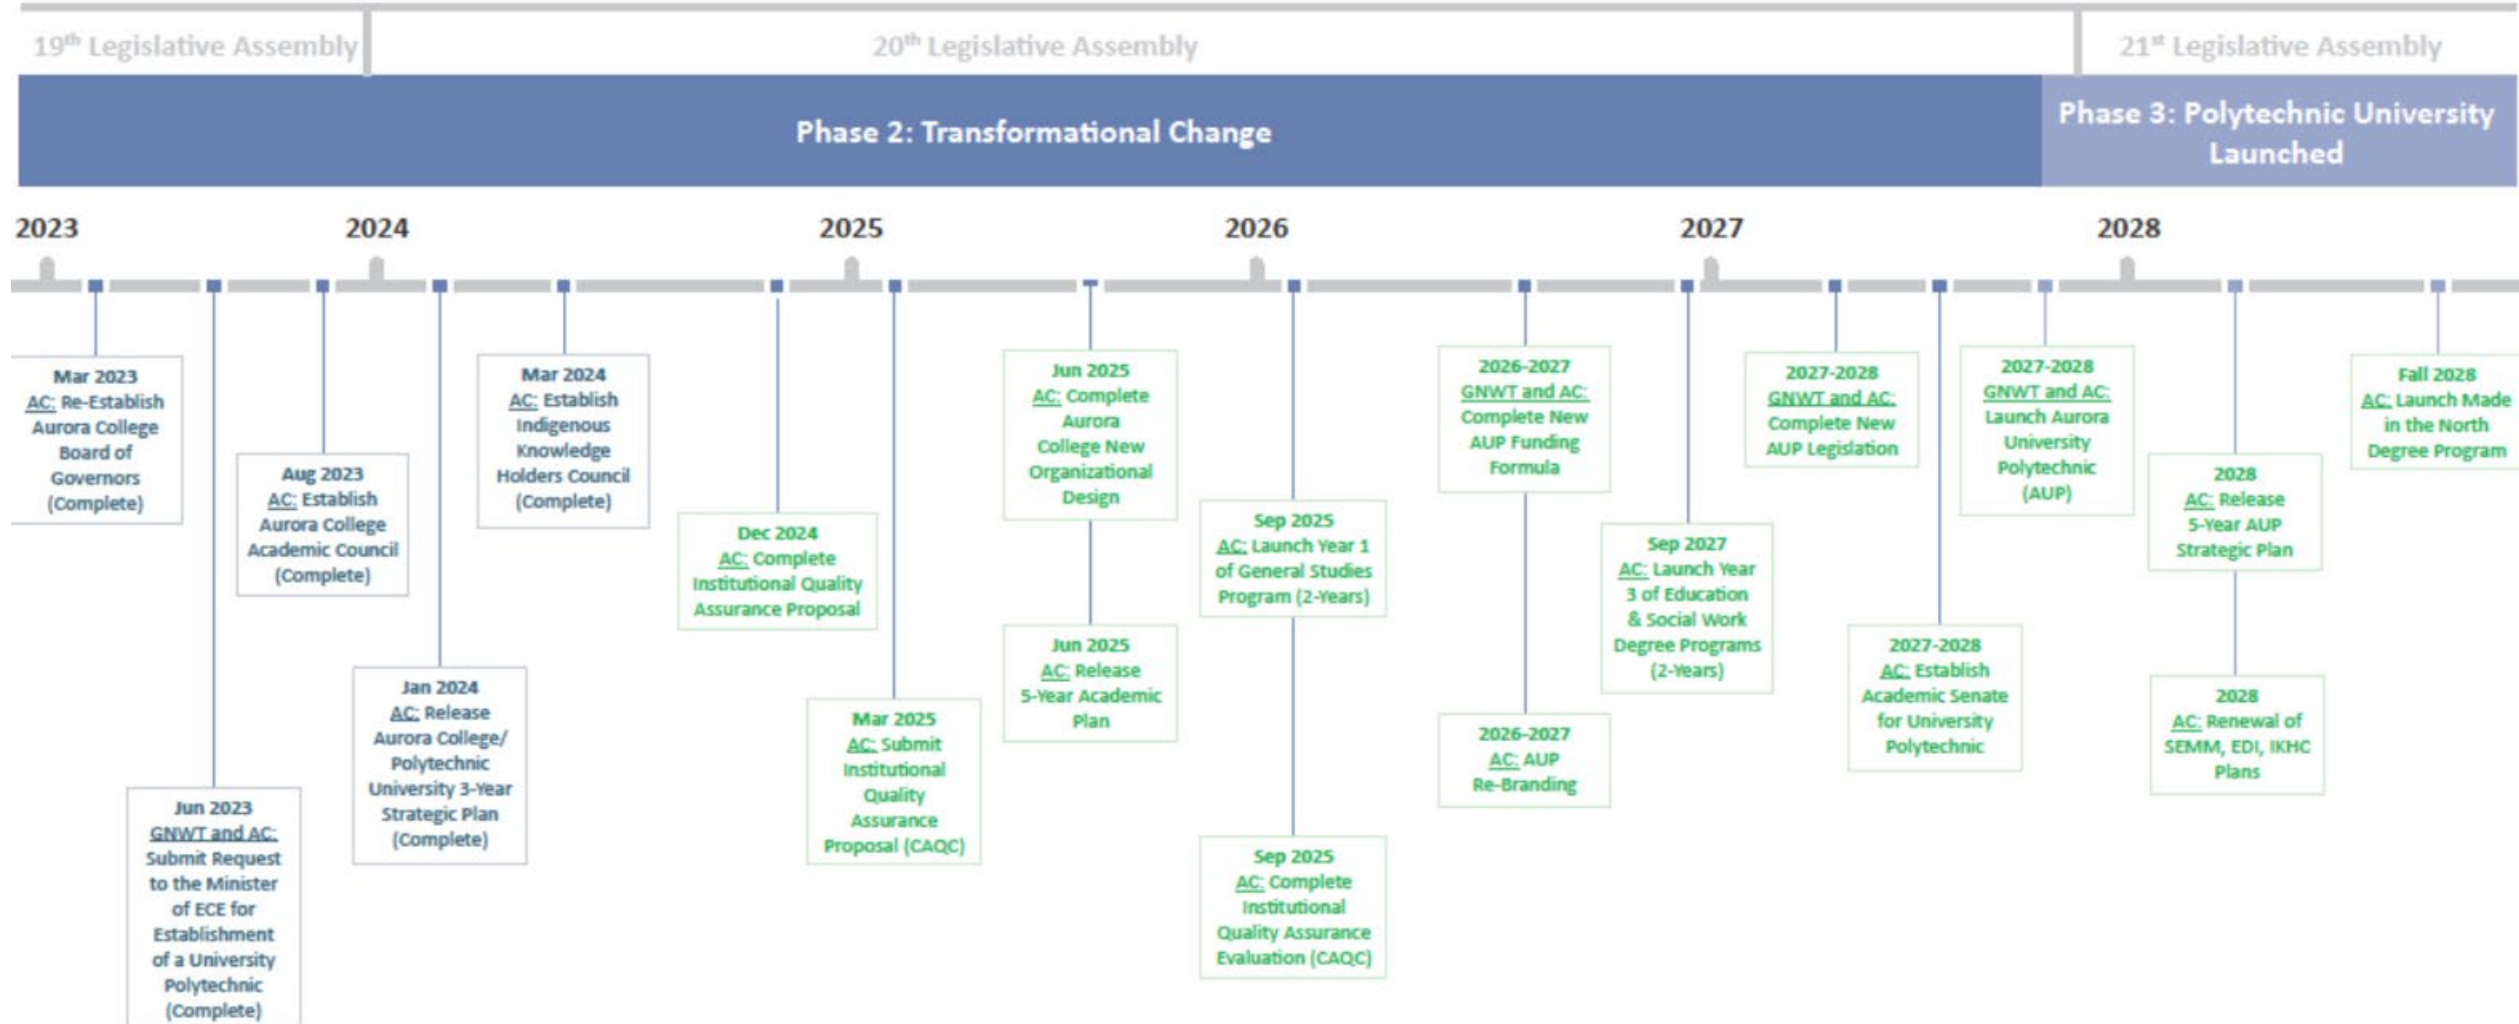 19th Legislative Assembly
20th Legislative Assembly
21st Legislative Assembly
Phase 2: Transformational Change
Phase 3: Polytechnic University
Launched
2023
2024
2025
2026
2027
2028
Mar 2023
AC: Re-Establish
Aurora College
Board of
Governors
(Complete)
Jun 2023
GNWT and AC:
Submit Request
to the Minister
of ECE for
Establishment
of a University
Polytechnic
(Complete)
Aug 2023
AC: Establish
Aurora College
Academic Council
(Complete)
Jan 2024
AC: Release
Aurora College/
Polytechnic
University 3-Year
Strategic Plan
(Complete)
Mar 2024
AC: Establish
Indigenous
Knowledge
Holders Council
(Complete)
Dec 2024
AC: Complete
Institutional Quality
Assurance Proposal
Mar 2025
AC: Submit
Institutional
Quality
Assurance
Proposal (CAQC)
Jun 2025
AC: Complete
Aurora
College New
Organizational
Design
Jun 2025
AC: Release
5-Year Academic
Plan
Sep 2025
AC: Launch Year 1
of General Studies
Program (2-Years)
Sep 2025
AC: Complete
Institutional
Quality Assurance
Evaluation (CAQC)
2026-2027
GNWT and AC:
Complete New
AUP Funding
Formula
2026-2027
AC: AUP
Re-Branding
Sep 2027
AC: Launch Year
3 of Education
& Social Work
Degree Programs
(2-Years)
2027-2028
GNWT and AC:
Complete New
AUP Legislation
2027-2028
AC: Establish
Academic Senate
for University
Polytechnic
2027-2028
GNWT and AC:
Launch Aurora
University
Polytechnic
(AUP)
2028
AC: Release
5-Year AUP
Strategic Plan
2028
AC: Renewal of
SEMM, EDI, IKHC
Plans
Fall 2028
AC: Launch Made
in the North
Degree Program